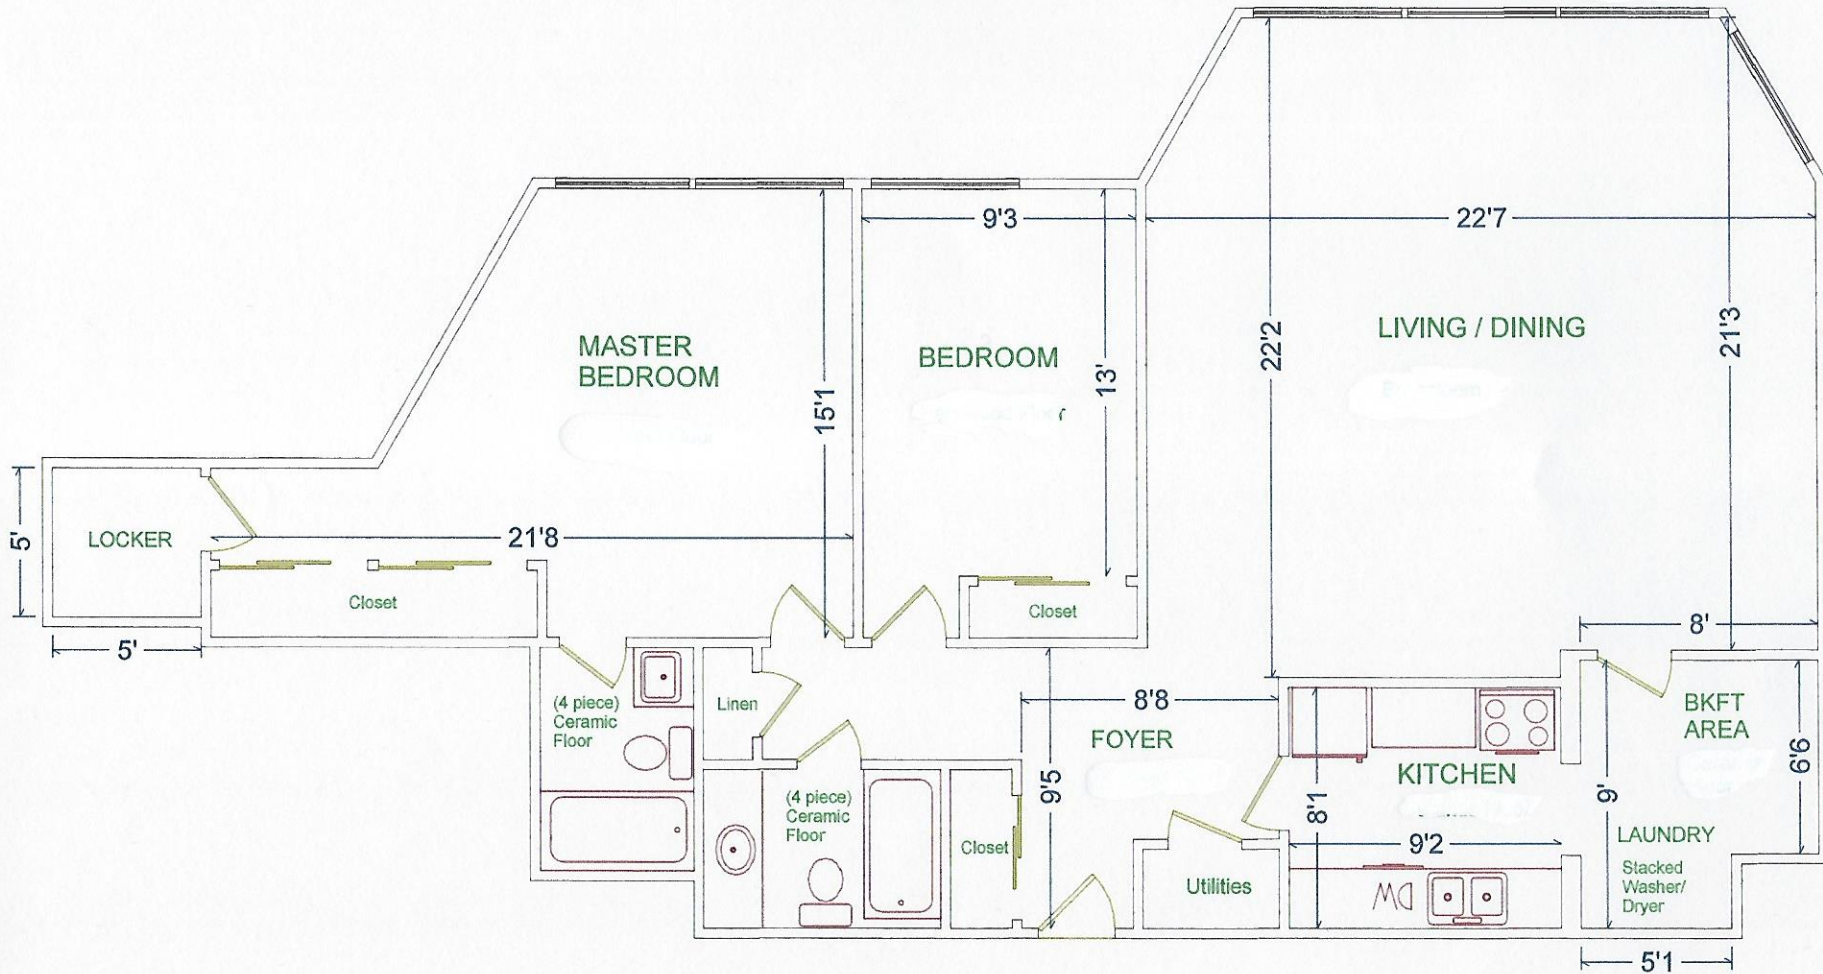 9'3
22'7
MASTER
BEDROOM
15'1
BEDROOM
13'
22'2
LIVING / DINING
21'3
5'
LOCKER
21'8
Closet
Closet
5'
8'
(4 piece)
Ceramic
Floor
Linen
8'8
FOYER
BKFT
AREA
6'6
KITCHEN
9'5
8'1
9'
(4 piece)
Ceramic
Floor
Closet
9'2
LAUNDRY
Stacked
Washer/
Dryer
Utilities
DW
5'1